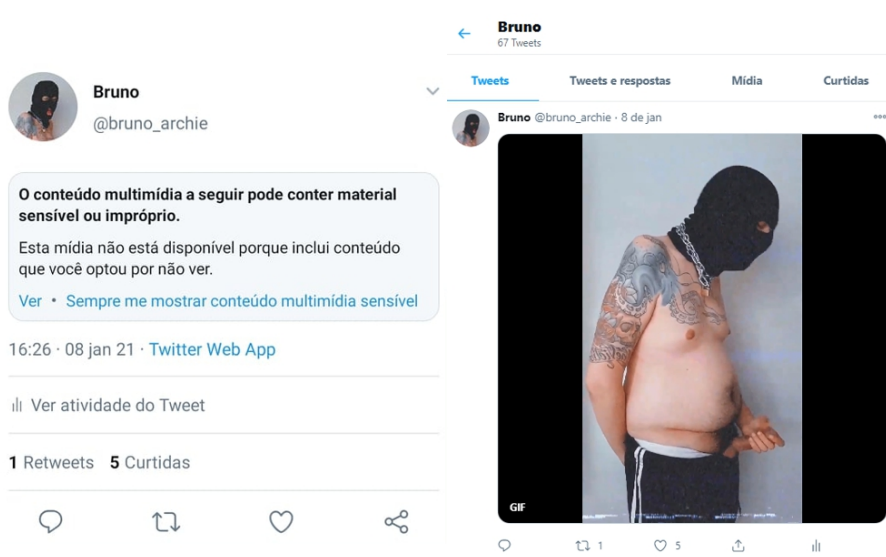 Bruno
@bruno_archie
O conteúdo multimídia a seguir pode conter material
sensível ou impróprio.
Esta mídia não está disponível porque inclui conteúdo
que você optou por não ver.
Ver • Sempre me mostrar conteúdo multimídia sensível
16:26 · 08 jan 21 · Twitter Web App
Ver atividade do Tweet
1 Retweets 5 Curtidas
Bruno
67 Tweets
Tweets Tweets e respostas Mídia Curtidas
Bruno @bruno_archie · 8 de jan
GIF
1 5